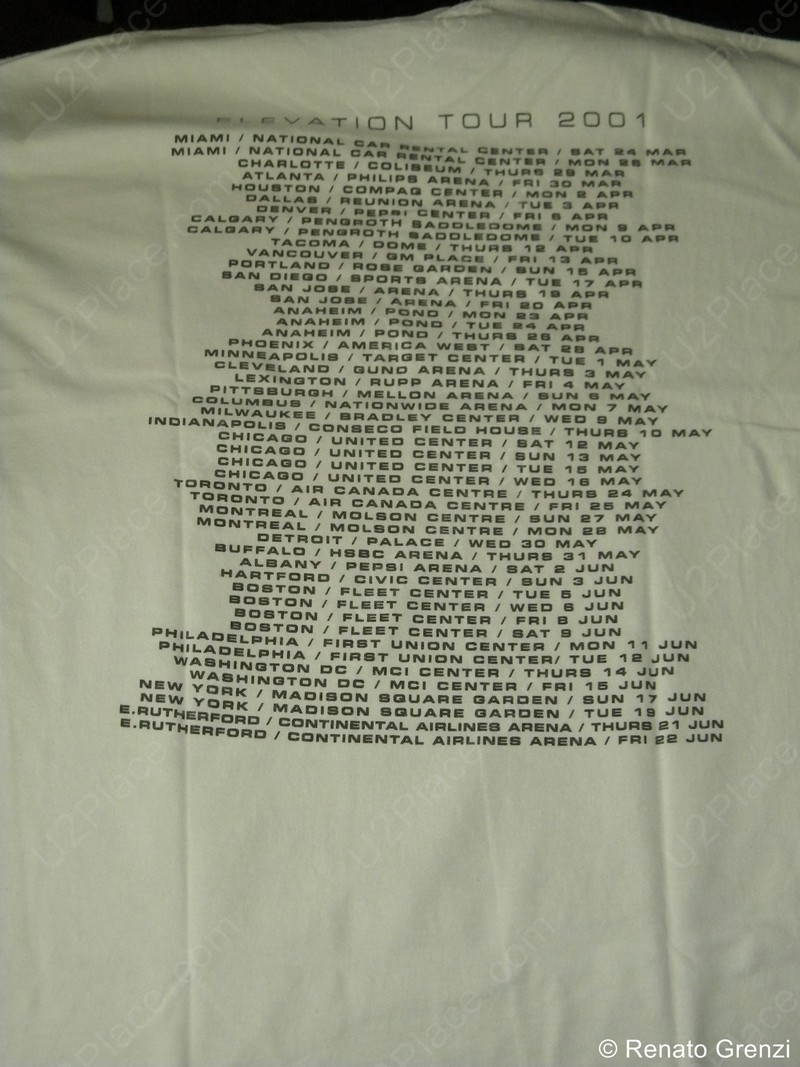 ELEVATION TOUR 2001
MIAMI / NATIONAL CAR RENTAL CENTER / SAT 24 MAR
MIAMI / NATIONAL CAR RENTAL CENTER / MON 26 MAR
CHARLOTTE / COLISEUM / THURS 29 MAR
ATLANTA / PHILIPS ARENA / FRI 30 MAR
HOUSTON / COMPAQ CENTER / MON 2 APR
DALLAS / REUNION ARENA / TUE 3 APR
DENVER / PEPSI CENTER / FRI 6 APR
CALGARY / PENGROTH SADDLEDOME / MON 9 APR
CALGARY / PENGROTH SADDLEDOME / TUE 10 APR
TACOMA / DOME / THURS 12 APR
VANCOUVER / GM PLACE / FRI 13 APR
PORTLAND / ROSE GARDEN / SUN 15 APR
SAN DIEGO / SPORTS ARENA / TUE 17 APR
SAN JOSE / ARENA / THURS 19 APR
SAN JOSE / ARENA / FRI 20 APR
ANAHEIM / POND / MON 23 APR
ANAHEIM / POND / TUE 24 APR
ANAHEIM / POND / THURS 26 APR
PHOENIX / AMERICA WEST / SAT 28 APR
MINNEAPOLIS / TARGET CENTER / TUE 1 MAY
CLEVELAND / GUND ARENA / THURS 3 MAY
LEXINGTON / RUPP ARENA / FRI 4 MAY
PITTSBURGH / MELLON ARENA / SUN 6 MAY
COLUMBUS / NATIONWIDE ARENA / MON 7 MAY
MILWAUKEE / BRADLEY CENTER / WED 9 MAY
INDIANAPOLIS / CONSECO FIELD HOUSE / THURS 10 MAY
CHICAGO / UNITED CENTER / SAT 12 MAY
CHICAGO / UNITED CENTER / SUN 13 MAY
CHICAGO / UNITED CENTER / TUE 15 MAY
CHICAGO / UNITED CENTER / WED 16 MAY
TORONTO / AIR CANADA CENTRE / THURS 24 MAY
TORONTO / AIR CANADA CENTRE / FRI 25 MAY
MONTREAL / MOLSON CENTRE / SUN 27 MAY
MONTREAL / MOLSON CENTRE / MON 28 MAY
DETROIT / PALACE / WED 30 MAY
BUFFALO / HSBC ARENA / THURS 31 MAY
ALBANY / PEPSI ARENA / SAT 2 JUN
HARTFORD / CIVIC CENTER / SUN 3 JUN
BOSTON / FLEET CENTER / TUE 5 JUN
BOSTON / FLEET CENTER / WED 6 JUN
BOSTON / FLEET CENTER / FRI 8 JUN
BOSTON / FLEET CENTER / SAT 9 JUN
PHILADELPHIA / FIRST UNION CENTER / MON 11 JUN
PHILADELPHIA / FIRST UNION CENTER/ TUE 12 JUN
WASHINGTON DC / MCI CENTER / THURS 14 JUN
WASHINGTON DC / MCI CENTER / FRI 15 JUN
NEW YORK / MADISON SQUARE GARDEN / SUN 17 JUN
NEW YORK / MADISON SQUARE GARDEN / TUE 19 JUN
E.RUTHERFORD / CONTINENTAL AIRLINES ARENA / THURS 21 JUN
E.RUTHERFORD / CONTINENTAL AIRLINES ARENA / FRI 22 JUN
© Renato Grenzi
U2Place.com